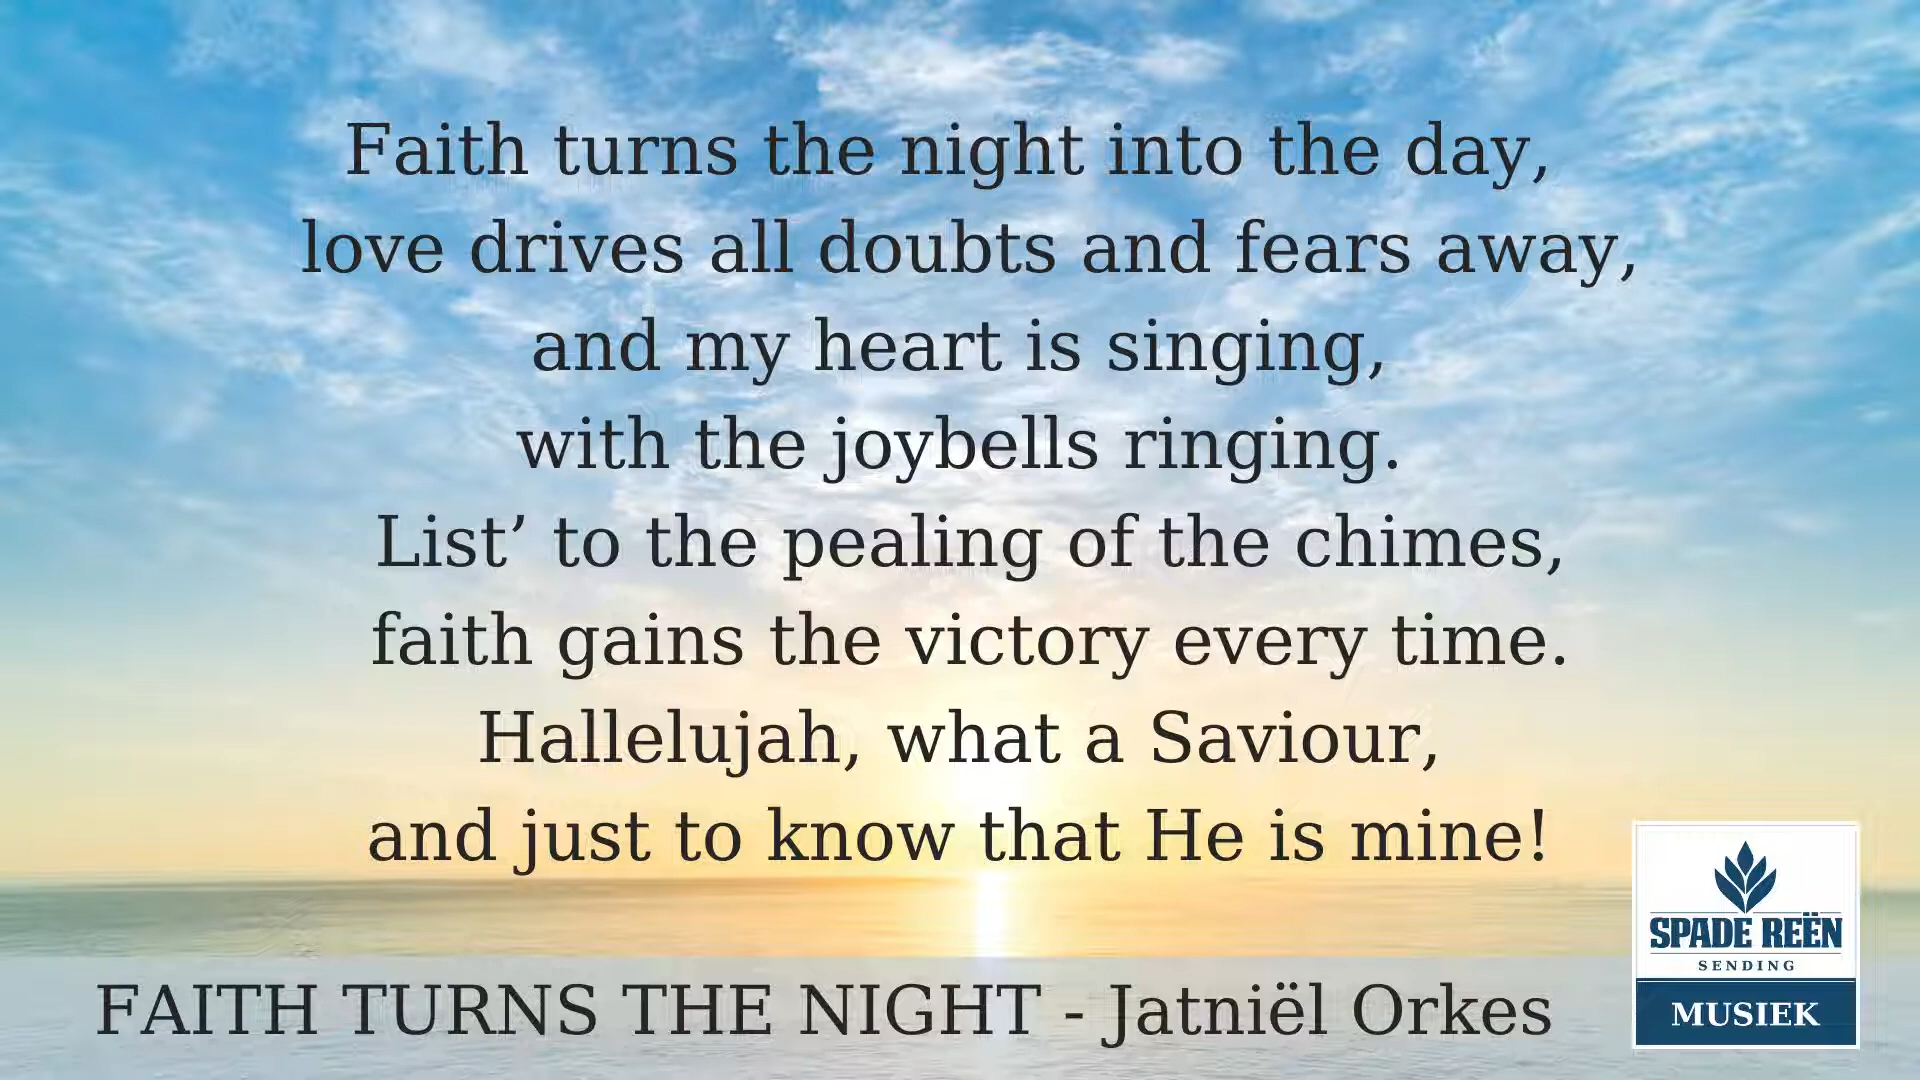 Faith turns the night into the day,
love drives all doubts and fears away,
and my heart is singing,
with the joybells ringing.
List’ to the pealing of the chimes,
faith gains the victory every time.
Hallelujah, what a Saviour,
and just to know that He is mine!
SPADE REËN
SENDING
MUSIEK
FAITH TURNS THE NIGHT - Jatniël Orkes